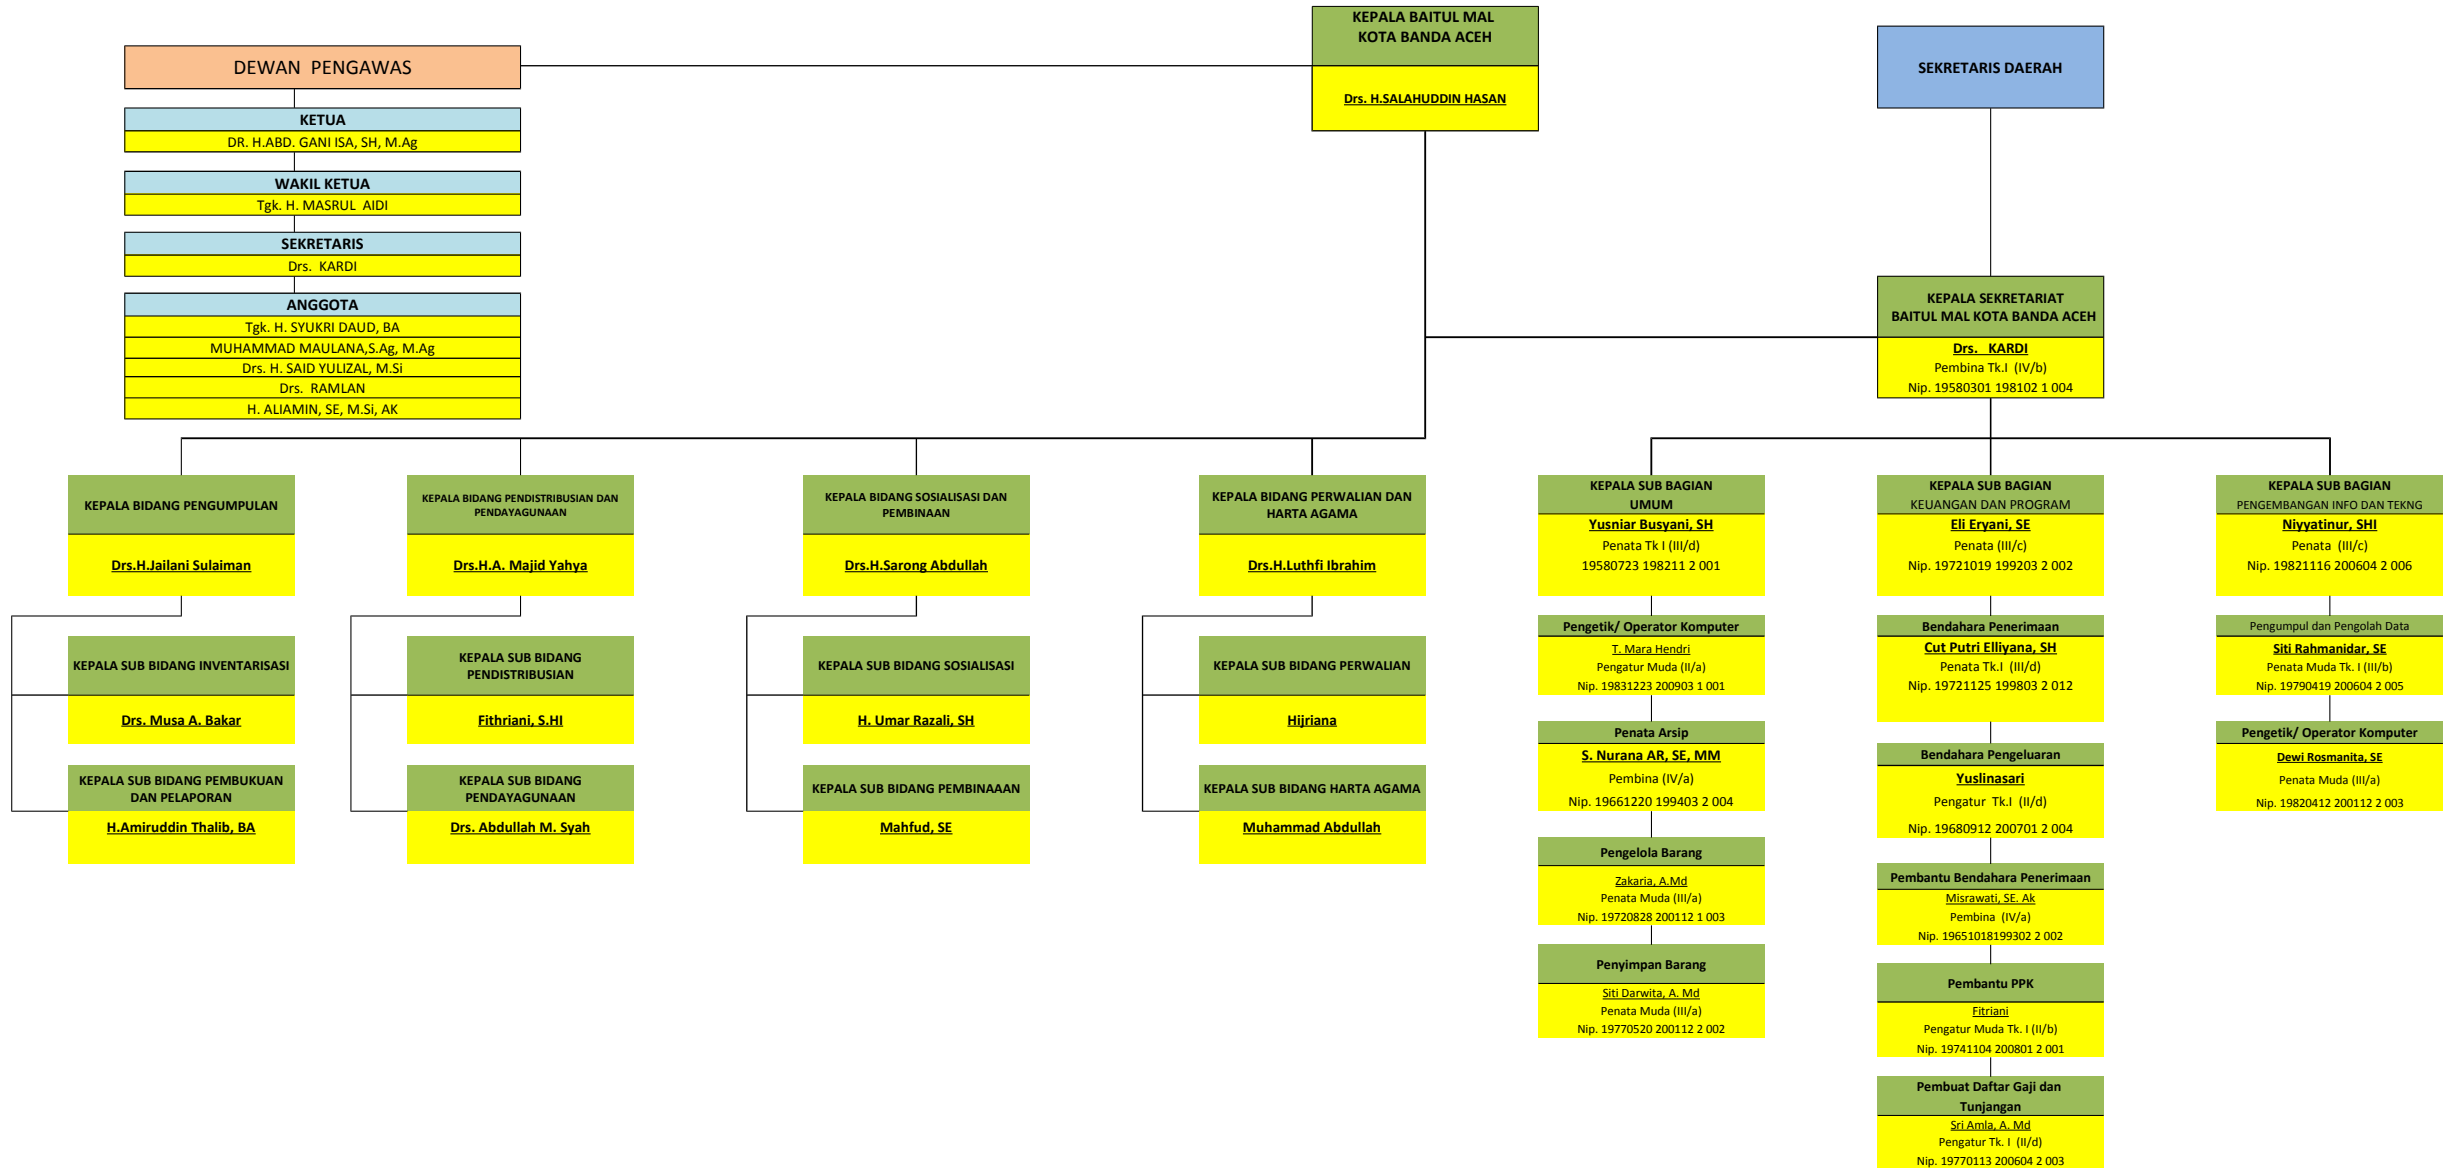 KEPALA BAITUL MAL
KOTA BANDA ACEH
Drs. H.SALAHUDDIN HASAN
SEKRETARIS DAERAH
DEWAN PENGAWAS
KETUA
DR. H.ABD. GANI ISA, SH, M.Ag
WAKIL KETUA
Tgk. H. MASRUL AIDI
SEKRETARIS
Drs. KARDI
ANGGOTA
Tgk. H. SYUKRI DAUD, BA
MUHAMMAD MAULANA,S.Ag, M.Ag
Drs. H. SAID YULIZAL, M.Si
Drs. RAMLAN
H. ALIAMIN, SE, M.Si, AK
KEPALA SEKRETARIAT
BAITUL MAL KOTA BANDA ACEH
Drs. KARDI
Pembina Tk.I (IV/b)
Nip. 19580301 198102 1 004
KEPALA BIDANG PENGUMPULAN
Drs.H.Jailani Sulaiman
KEPALA SUB BIDANG INVENTARISASI
Drs. Musa A. Bakar
KEPALA SUB BIDANG PEMBUKUAN
DAN PELAPORAN
H.Amiruddin Thalib, BA
KEPALA BIDANG PENDISTRIBUSIAN DAN
PENDAYAGUNAAN
Drs.H.A. Majid Yahya
KEPALA SUB BIDANG
PENDISTRIBUSIAN
Fithriani, S.HI
KEPALA SUB BIDANG
PENDAYAGUNAAN
Drs. Abdullah M. Syah
KEPALA BIDANG SOSIALISASI DAN
PEMBINAAN
Drs.H.Sarong Abdullah
KEPALA SUB BIDANG SOSIALISASI
H. Umar Razali, SH
KEPALA SUB BIDANG PEMBINAAAN
Mahfud, SE
KEPALA BIDANG PERWALIAN DAN
HARTA AGAMA
Drs.H.Luthfi Ibrahim
KEPALA SUB BIDANG PERWALIAN
Hijriana
KEPALA SUB BIDANG HARTA AGAMA
Muhammad Abdullah
KEPALA SUB BAGIAN
UMUM
Yusniar Busyani, SH
Penata Tk I (III/d)
19580723 198211 2 001
Pengetik/ Operator Komputer
T. Mara Hendri
Pengatur Muda (II/a)
Nip. 19831223 200903 1 001
Penata Arsip
S. Nurana AR, SE, MM
Pembina (IV/a)
Nip. 19661220 199403 2 004
Pengelola Barang
Zakaria, A.Md
Penata Muda (III/a)
Nip. 19720828 200112 1 003
Penyimpan Barang
Siti Darwita, A. Md
Penata Muda (III/a)
Nip. 19770520 200112 2 002
KEPALA SUB BAGIAN
KEUANGAN DAN PROGRAM
Eli Eryani, SE
Penata (III/c)
Nip. 19721019 199203 2 002
Bendahara Penerimaan
Cut Putri Elliyana, SH
Penata Tk.I (III/d)
Nip. 19721125 199803 2 012
Bendahara Pengeluaran
Yuslinasari
Pengatur Tk.I (II/d)
Nip. 19680912 200701 2 004
Pembantu Bendahara Penerimaan
Misrawati, SE. Ak
Pembina (IV/a)
Nip. 19651018199302 2 002
Pembantu PPK
Fitriani
Pengatur Muda Tk. I (II/b)
Nip. 19741104 200801 2 001
Pembuat Daftar Gaji dan
Tunjangan
Sri Amla, A. Md
Pengatur Tk. I (II/d)
Nip. 19770113 200604 2 003
KEPALA SUB BAGIAN
PENGEMBANGAN INFO DAN TEKNG
Niyyatinur, SHI
Penata (III/c)
Nip. 19821116 200604 2 006
Pengumpul dan Pengolah Data
Siti Rahmanidar, SE
Penata Muda Tk. I (III/b)
Nip. 19790419 200604 2 005
Pengetik/ Operator Komputer
Dewi Rosmanita, SE
Penata Muda (III/a)
Nip. 19820412 200112 2 003